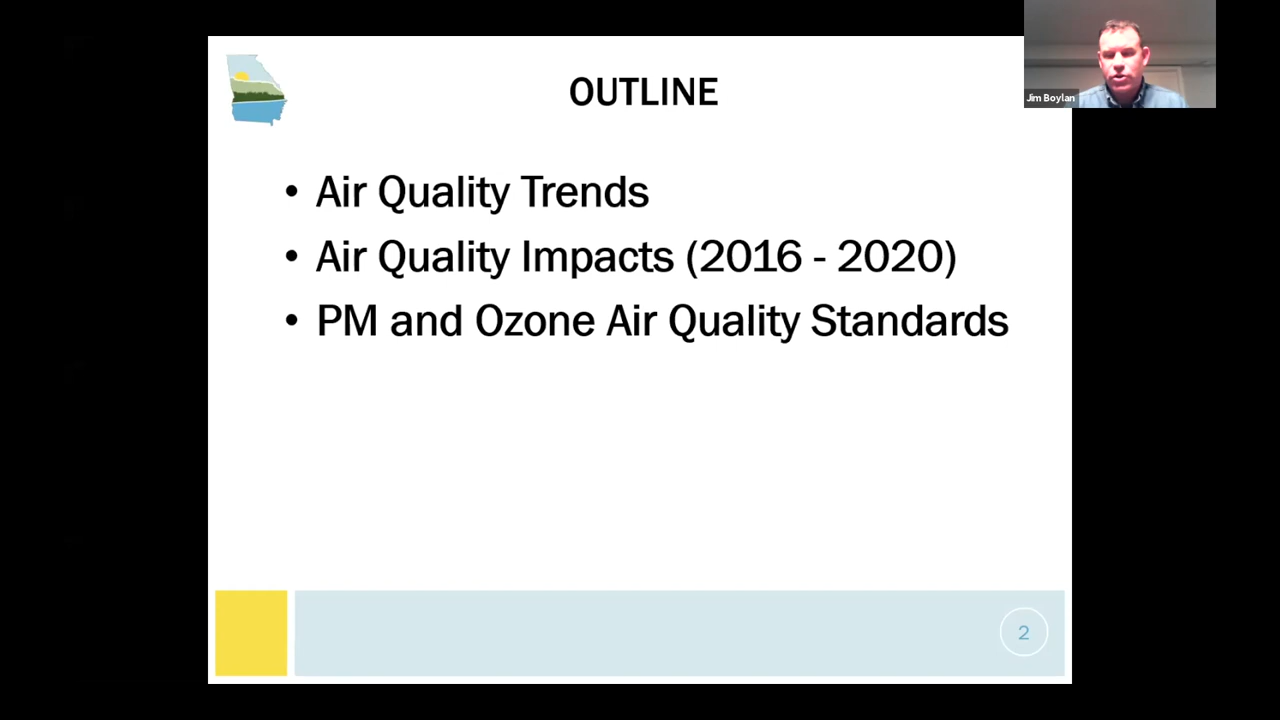 OUTLINE
Jim Boylan
• Air Quality Trends
• Air Quality Impacts (2016 - 2020)
• PM and Ozone Air Quality Standards
2